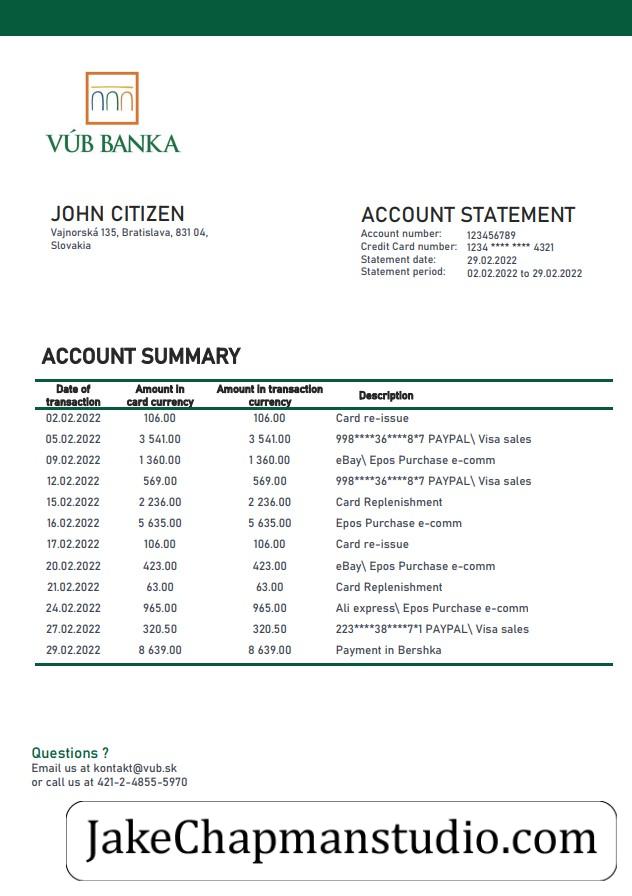 VÚB BANKA
JOHN CITIZEN
Vajnorská 135, Bratislava, 831 04,
Slovakia
ACCOUNT STATEMENT
Account number: 123456789
Credit Card number: 1234 **** **** 4321
Statement date: 29.02.2022
Statement period: 02.02.2022 to 29.02.2022
ACCOUNT SUMMARY
Date of transaction Amount in card currency Amount in transaction currency Description
02.02.2022 106.00 106.00 Card re-issue
05.02.2022 3 541.00 3 541.00 998****36****8*7 PAYPAL\ Visa sales
09.02.2022 1 360.00 1 360.00 eBay\ Epos Purchase e-comm
12.02.2022 569.00 569.00 998****36****8*7 PAYPAL\ Visa sales
15.02.2022 2 236.00 2 236.00 Card Replenishment
16.02.2022 5 635.00 5 635.00 Epos Purchase e-comm
17.02.2022 106.00 106.00 Card re-issue
20.02.2022 423.00 423.00 eBay\ Epos Purchase e-comm
21.02.2022 63.00 63.00 Card Replenishment
24.02.2022 965.00 965.00 Ali express\ Epos Purchase e-comm
27.02.2022 320.50 320.50 223****38****7*1 PAYPAL\ Visa sales
29.02.2022 8 639.00 8 639.00 Payment in Bershka
Questions ?
Email us at kontakt@vub.sk
or call us at 421-2-4855-5970
JakeChapmanstudio.com